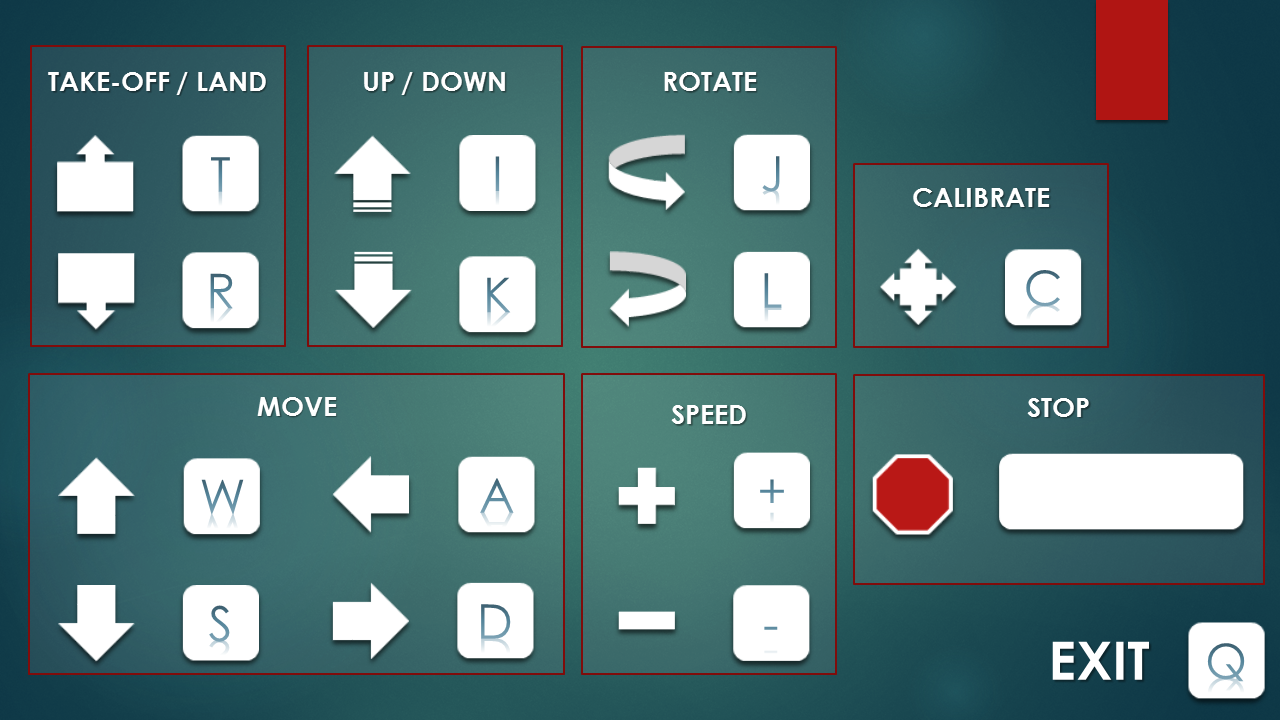 TAKE-OFF / LAND
T
R
UP / DOWN
I
K
ROTATE
J
L
CALIBRATE
C
MOVE
W
A
S
D
SPEED
+
-
STOP
EXIT Q